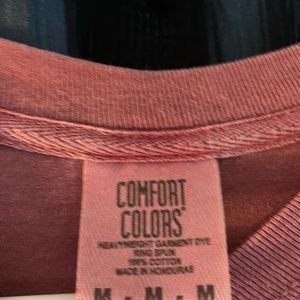 COMFORT
COLORS®
HEAVYWEIGHT GARMENT DYE
RING SPUN
100% COTTON
MADE IN HONDURAS
M - M - M